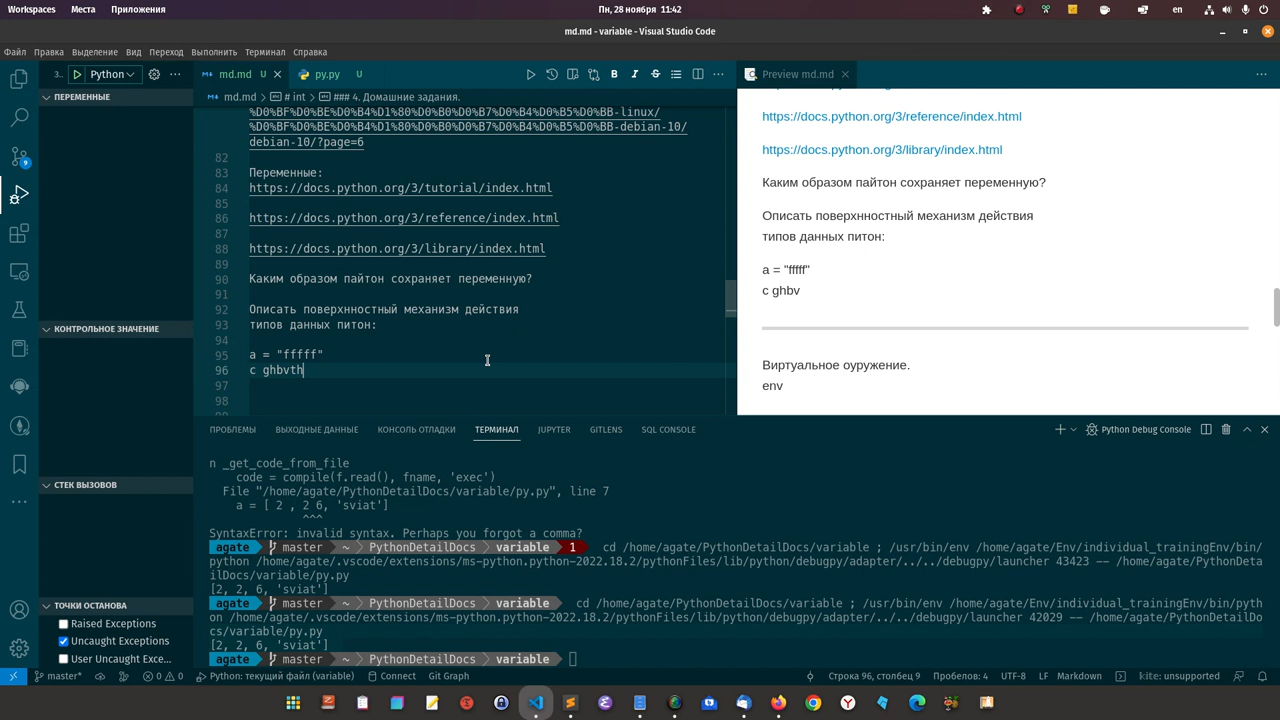 Workspaces Места Приложения
Пн, 28 ноября 11:42
en
md.md - variable - Visual Studio Code
Файл Правка Выделение Вид Переход Выполнить Терминал Справка
3.. Python
md.md U
py.py U
Preview md.md
ПЕРЕМЕННЫЕ
md.md > # int > ### 4. Домашние задания.
%D0%BF%D0%BE%D0%B4%D1%80%D0%B0%D0%B7%D0%B4%D0%B5%D0%BB-linux/
%D0%BF%D0%BE%D0%B4%D1%80%D0%B0%D0%B7%D0%B4%D0%B5%D0%BB-debian-10/
debian-10/?page=6
82
83 Переменные:
84 https://docs.python.org/3/tutorial/index.html
85
86 https://docs.python.org/3/reference/index.html
87
88 https://docs.python.org/3/library/index.html
89
90 Каким образом пайтон сохраняет переменную?
91
92 Описать поверхнностный механизм действия
93 типов данных питон:
94
95 a = "fffff"
96 с ghbvth
97
98
https://docs.python.org/3/reference/index.html
https://docs.python.org/3/library/index.html
Каким образом пайтон сохраняет переменную?
Описать поверхнностный механизм действия
типов данных питон:
a = "fffff"
с ghbv
Виртуальное оуружение.
env
КОНТРОЛЬНОЕ ЗНАЧЕНИЕ
СТЕК ВЫЗОВОВ
ТОЧКИ ОСТАНОВА
Raised Exceptions
Uncaught Exceptions
User Uncaught Exce...
9
ПРОБЛЕМЫ ВЫХОДНЫЕ ДАННЫЕ КОНСОЛЬ ОТЛАДКИ ТЕРМИНАЛ JUPYTER GITLENS SQL CONSOLE
Python Debug Console
n _get_code_from_file
code = compile(f.read(), fname, 'exec')
File "/home/agate/PythonDetailDocs/variable/py.py", line 7
a = [ 2 , 2 6, 'sviat']
^^^
SyntaxError: invalid syntax. Perhaps you forgot a comma?
agate master ~ PythonDetailDocs variable 1 cd /home/agate/PythonDetailDocs/variable ; /usr/bin/env /home/agate/Env/individual_trainingEnv/bin/
python /home/agate/.vscode/extensions/ms-python.python-2022.18.2/pythonFiles/lib/python/debugpy/adapter/../../debugpy/launcher 43423 -- /home/agate/PythonDeta
ilDocs/variable/py.py
[2, 2, 6, 'sviat']
agate master ~ PythonDetailDocs variable cd /home/agate/PythonDetailDocs/variable ; /usr/bin/env /home/agate/Env/individual_trainingEnv/bin/pyth
on /home/agate/.vscode/extensions/ms-python.python-2022.18.2/pythonFiles/lib/python/debugpy/adapter/../../debugpy/launcher 42029 -- /home/agate/PythonDetailDo
cs/variable/py.py
[2, 2, 6, 'sviat']
agate master ~ PythonDetailDocs variable
master* 0 0 Python: текущий файл (variable) Connect Git Graph
Строка 96, столбец 9 Пробелов: 4 UTF-8 LF Markdown kite: unsupported